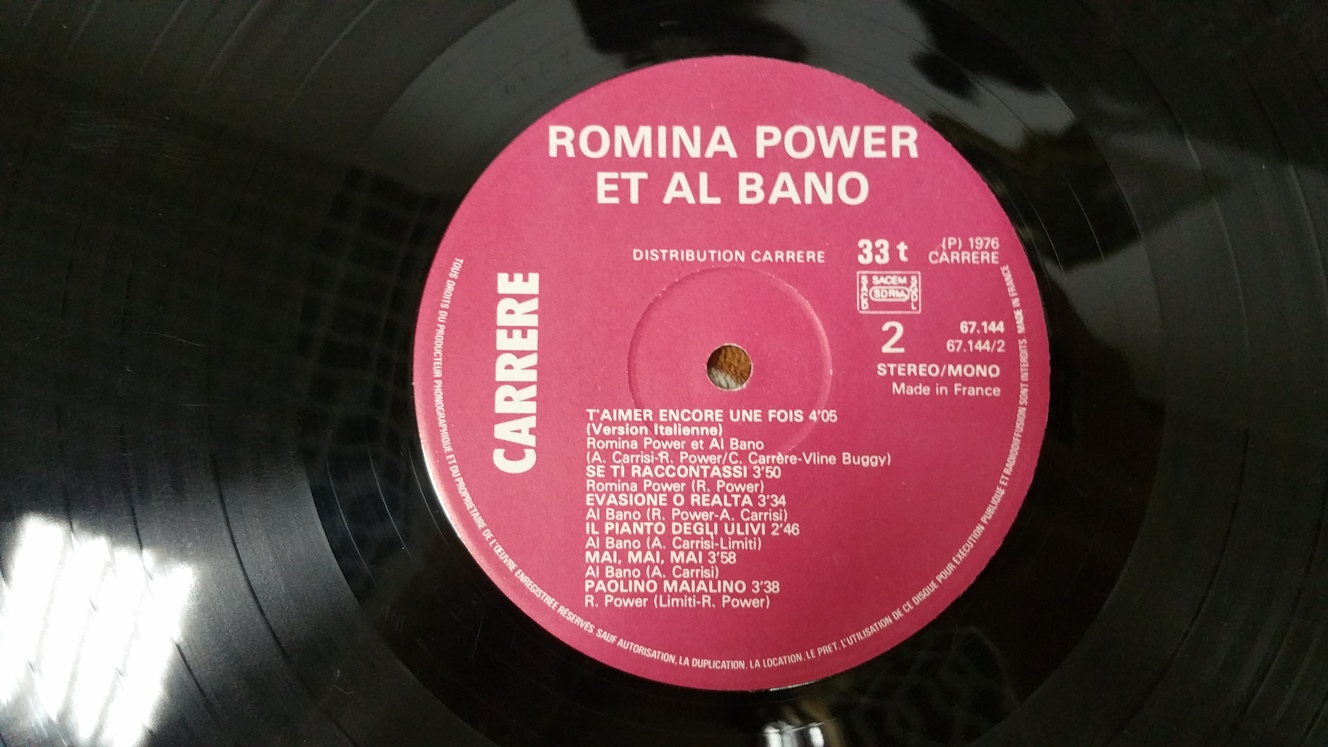 ROMINA POWER
ET AL BANO
DISTRIBUTION CARRERE
33 t
(P) 1976
CARRERE
SACEM
SACD SDRM SGDL
2
67.144
67.144/2
STEREO/MONO
Made in France
CARRERE
T'AIMER ENCORE UNE FOIS 4'05
(Version Italienne)
Romina Power et Al Bano
(A. Carrisi-R. Power/C. Carrère-Vline Buggy)
SE TI RACCONTASSI 3'50
Romina Power (R. Power)
EVASIONE O REALTA 3'34
Al Bano (R. Power-A. Carrisi)
IL PIANTO DEGLI ULIVI 2'46
Al Bano (A. Carrisi-Limiti)
MAI, MAI, MAI 3'58
Al Bano (A. Carrisi)
PAOLINO MAIALINO 3'38
R. Power (Limiti-R. Power)
TOUS DROITS DU PRODUCTEUR PHONOGRAPHIQUE ET DU PROPRIETAIRE DE L'ŒUVRE ENREGISTRÉE RÉSERVÉS. SAUF AUTORISATION, LA DUPLICATION, LA LOCATION, LE PRET, L'UTILISATION DE CE DISQUE POUR EXÉCUTION PUBLIQUE ET RADIODIFFUSION SONT INTERDITS. MADE IN FRANCE